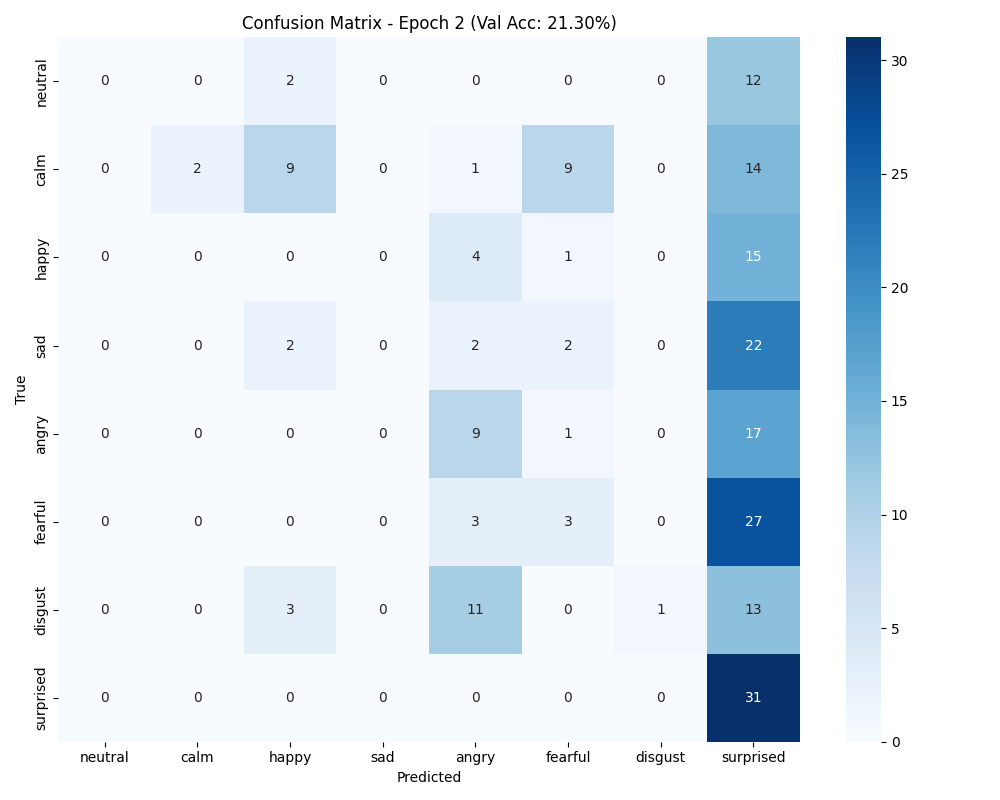 Confusion Matrix - Epoch 2 (Val Acc: 21.30%)
True
neutral 0 0 2 0 0 0 0 12
calm 0 2 9 0 1 9 0 14
happy 0 0 0 0 4 1 0 15
sad 0 0 2 0 2 2 0 22
angry 0 0 0 0 9 1 0 17
fearful 0 0 0 0 3 3 0 27
disgust 0 0 3 0 11 0 1 13
surprised 0 0 0 0 0 0 0 31
neutral calm happy sad angry fearful disgust surprised
Predicted
30
25
20
15
10
5
0